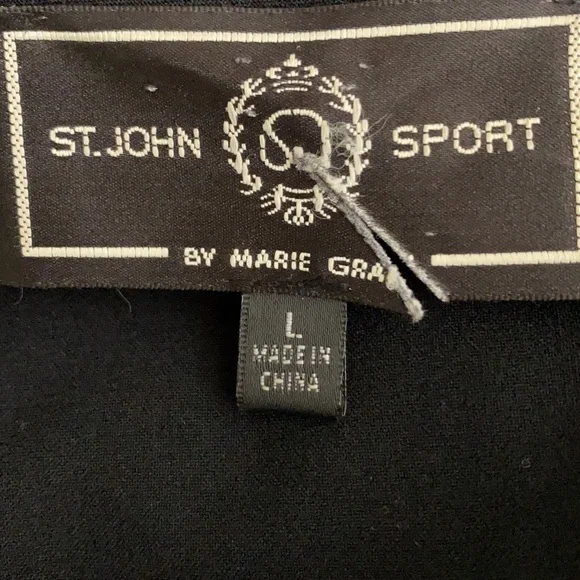 ST. JOHN SPORT
BY MARIE
L
MADE IN
CHINA